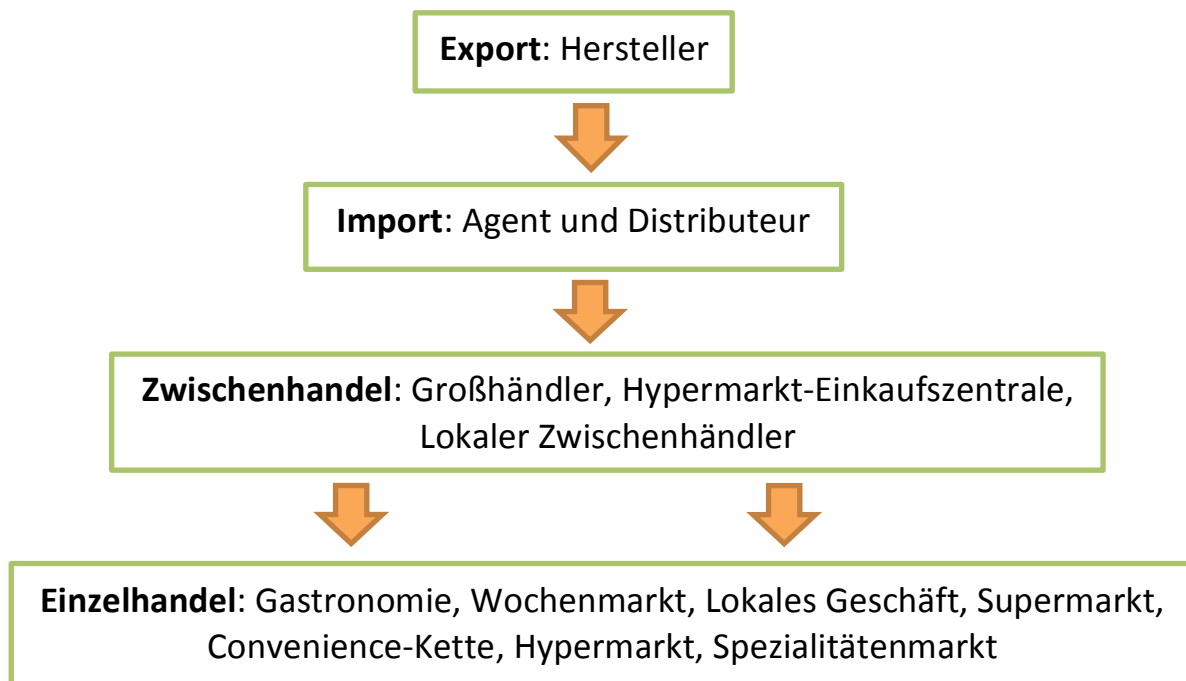 Export: Hersteller
Import: Agent und Distributeur
Zwischenhandel: Großhändler, Hypermarkt-Einkaufszentrale,
Lokaler Zwischenhändler
Einzelhandel: Gastronomie, Wochenmarkt, Lokales Geschäft, Supermarkt,
Convenience-Kette, Hypermarkt, Spezialitätenmarkt